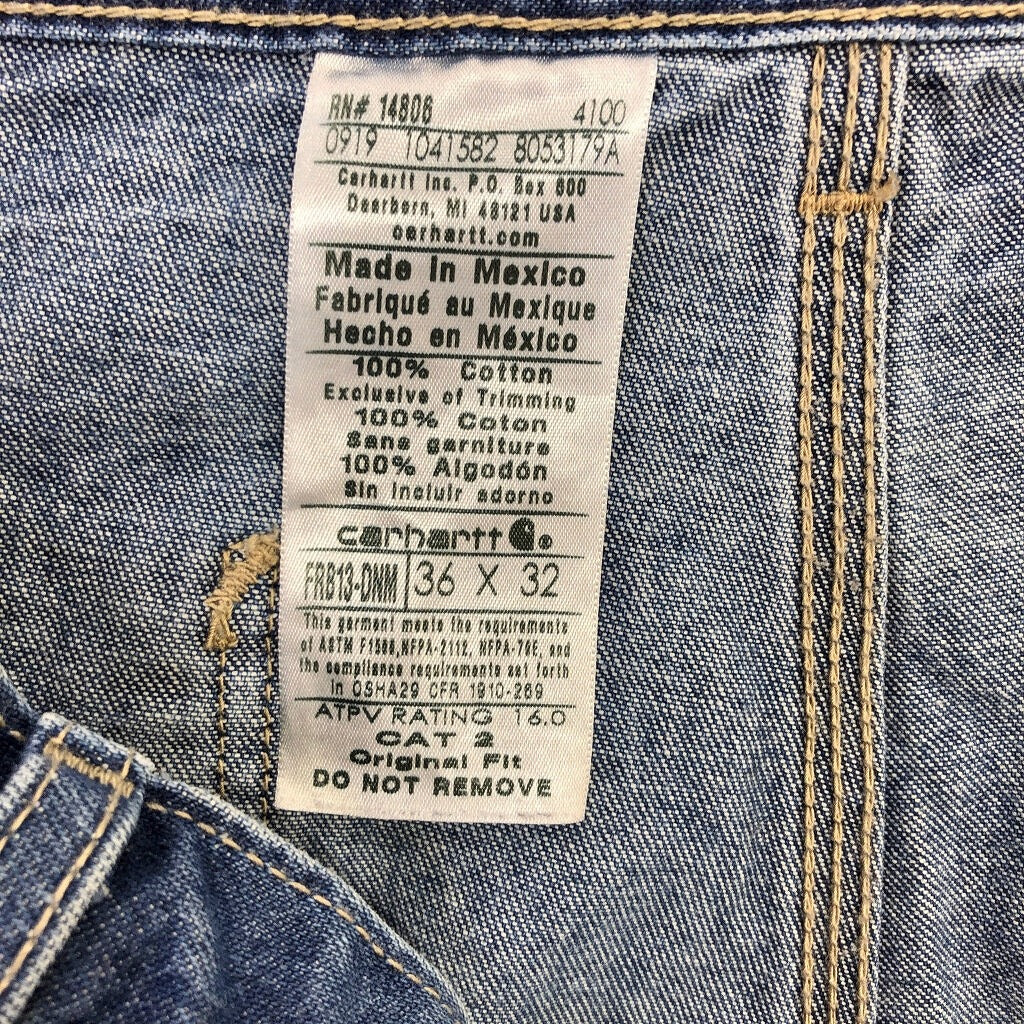 RN# 14806 4100
0919 1041582 8053179A
Carhartt Inc. P.O. Box 600
Dearborn, MI 48121 USA
carhartt.com
Made in Mexico
Fabriqué au Mexique
Hecho en México
100% Cotton
Exclusive of Trimming
100% Coton
Sans garniture
100% Algodón
Sin Incluir adorno
carhartt
FRB13-DNM 36 X 32
This garment meets the requirements
of ASTM F1506, NFPA-2112, NFPA-70E, and
the compliance requirements set forth
in OSHA29 CFR 1910-269
ATPV RATING 16.0
CAT 2
Original Fit
DO NOT REMOVE